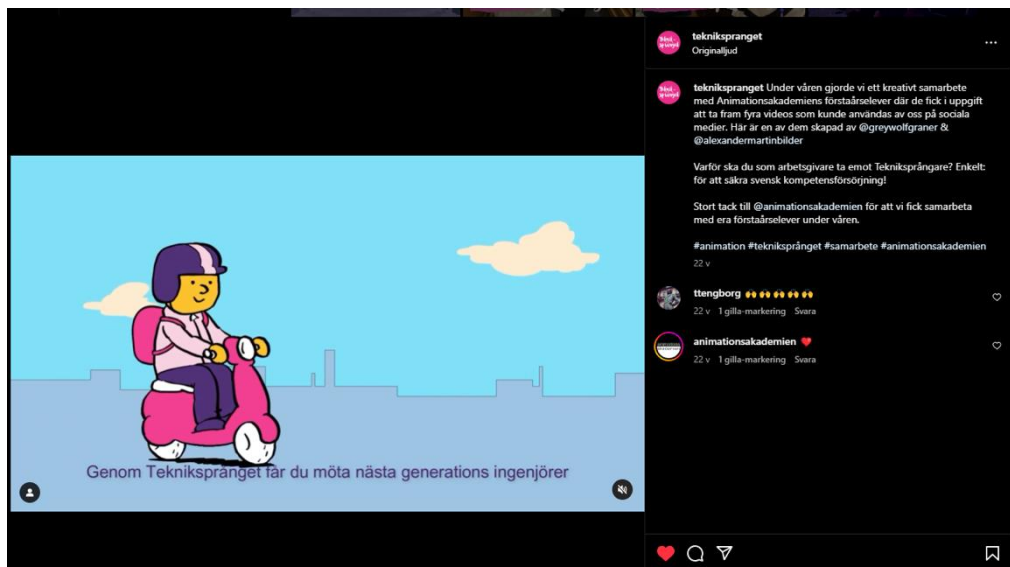 tekniksprånget
Originalljud
tekniksprånget Under våren gjorde vi ett kreativt samarbete
med Animationsakademiens förstaårselever där de fick i uppgift
att ta fram fyra videos som kunde användas av oss på sociala
medier. Här är en av dem skapad av @greywolfgraner &
@alexandermartinbilder
Varför ska du som arbetsgivare ta emot Tekniksprångare? Enkelt:
för att säkra svensk kompetensförsörjning!
Stort tack till @animationsakademien för att vi fick samarbeta
med era förstaårselever under våren.
#animation #tekniksprånget #samarbete #animationsakademien
22 v
ttengborg 🙌🙌🙌🙌🙌
22 v 1 gilla-markering Svara
animationsakademien ❤️
22 v 1 gilla-markering Svara
Genom Tekniksprånget får du möta nästa generations ingenjörer